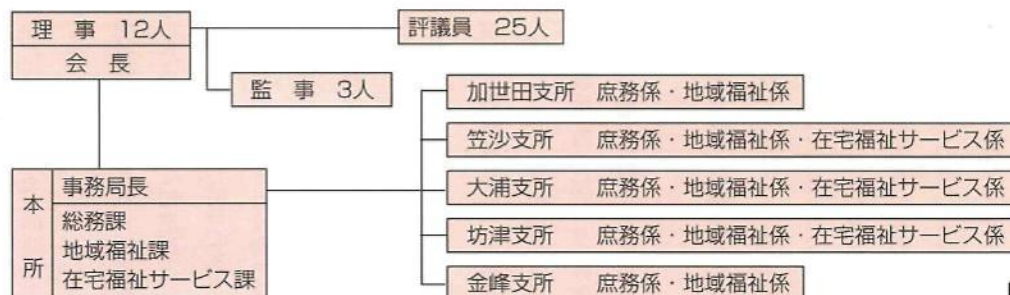 理事 12人
会長
評議員 25人
監事 3人
本所
事務局長
総務課
地域福祉課
在宅福祉サービス課
加世田支所 庶務係・地域福祉係
笠沙支所 庶務係・地域福祉係・在宅福祉サービス係
大浦支所 庶務係・地域福祉係・在宅福祉サービス係
坊津支所 庶務係・地域福祉係・在宅福祉サービス係
金峰支所 庶務係・地域福祉係